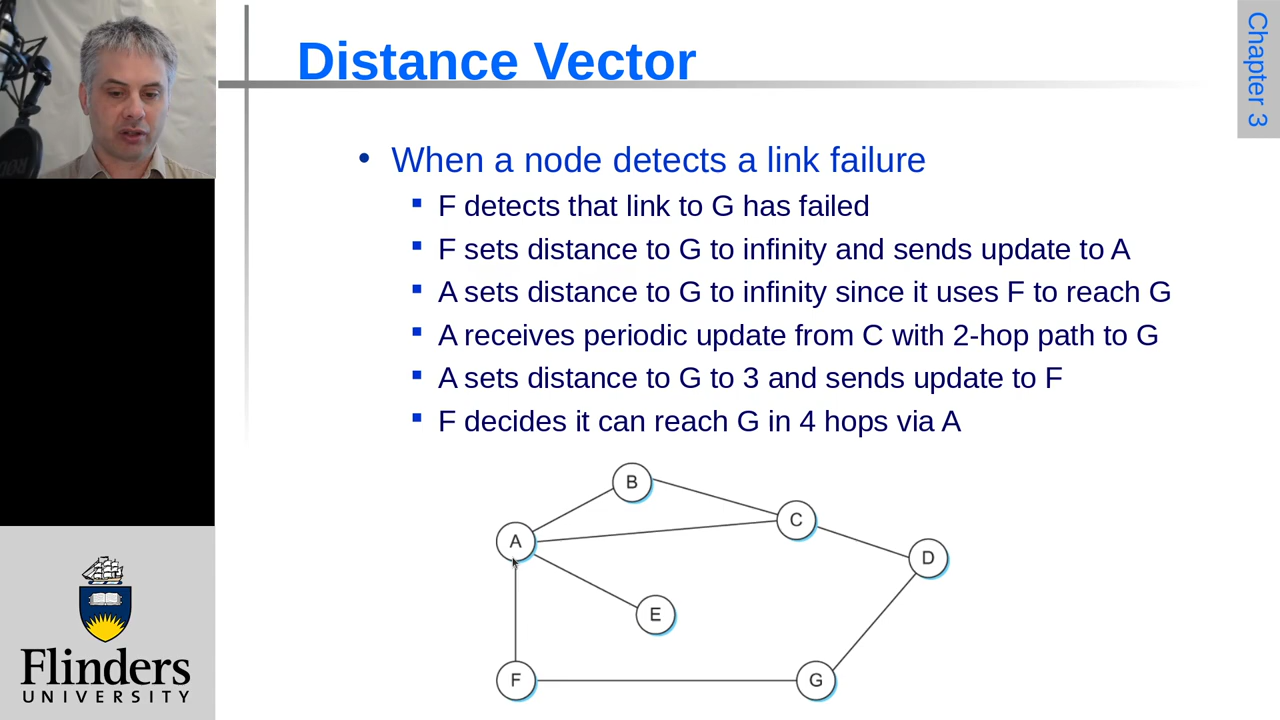 Distance Vector
Chapter 3
• When a node detects a link failure
▪ F detects that link to G has failed
▪ F sets distance to G to infinity and sends update to A
▪ A sets distance to G to infinity since it uses F to reach G
▪ A receives periodic update from C with 2-hop path to G
▪ A sets distance to G to 3 and sends update to F
▪ F decides it can reach G in 4 hops via A
B
C
A
D
E
F
G
Flinders
UNIVERSITY